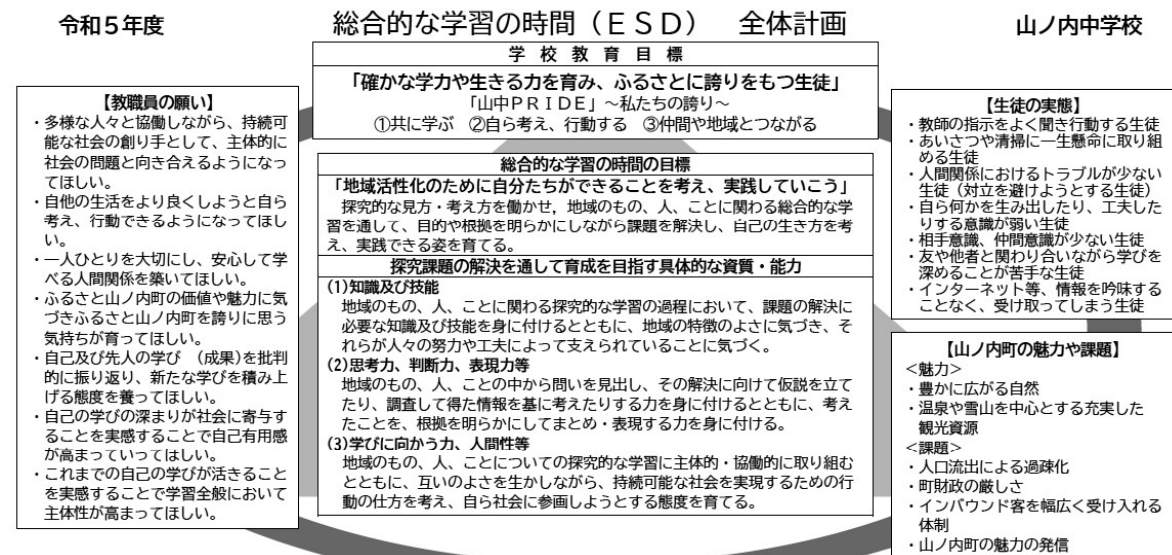 令和５年度
総合的な学習の時間（ＥＳＤ）　全体計画
山ノ内中学校
学 校 教 育 目 標
「確かな学力や生きる力を育み、ふるさとに誇りをもつ生徒」
「山中ＰＲＩＤＥ」～私たちの誇り～
①共に学ぶ　②自ら考え、行動する　③仲間や地域とつながる
【教職員の願い】
・多様な人々と協働しながら、持続可
能な社会の創り手として、主体的に
社会の問題と向き合えるようになっ
てほしい。
・自他の生活をより良くしようと自ら
考え、行動できるようになってほし
い。
・一人ひとりを大切にし、安心して学
べる人間関係を築いてほしい。
・ふるさと山ノ内町の価値や魅力に気
づきふるさと山ノ内町を誇りに思う
気持ちが育ってほしい。
・自己及び先人の学び　（成果）を批判
的に振り返り、新たな学びを積み上
げる態度を養ってほしい。
・自己の学びの深まりが社会に寄与す
ることを実感することで自己有用感
が高まっていってほしい。
・これまでの自己の学びが活きること
を実感することで学習全般において
主体性が高まってほしい。
総合的な学習の時間の目標
「地域活性化のために自分たちができることを考え、実践していこう」
探究的な見方・考え方を働かせ，地域のもの、人、ことに関わる総合的な学
習を通して、目的や根拠を明らかにしながら課題を解決し、自己の生き方を考
え、実践できる姿を育てる。
探究課題の解決を通して育成を目指す具体的な資質・能力
(1)知識及び技能
地域のもの、人、ことに関わる探究的な学習の過程において、課題の解決に
必要な知識及び技能を身に付けるとともに、地域の特徴のよさに気づき、そ
れらが人々の努力や工夫によって支えられていることに気づく。
(2)思考力、判断力、表現力等
地域のもの、人、ことの中から問いを見出し、その解決に向けて仮説を立て
たり、調査して得た情報を基に考えたりする力を身に付けるとともに、考え
たことを、根拠を明らかにしてまとめ・表現する力を身に付ける。
(3)学びに向かう力、人間性等
地域のもの、人、ことについての探究的な学習に主体的・協働的に取り組む
とともに、互いのよさを生かしながら、持続可能な社会を実現するための行
動の仕方を考え、自ら社会に参画しようとする態度を育てる。
【生徒の実態】
・教師の指示をよく聞き行動する生徒
・あいさつや清掃に一生懸命に取り組
める生徒
・人間関係におけるトラブルが少ない
生徒（対立を避けようとする生徒）
・自ら何かを生み出したり、工夫した
りする意識が弱い生徒
・相手意識、仲間意識が少ない生徒
・友や他者と関わり合いながら学びを
深めることが苦手な生徒
・インターネット等、情報を吟味する
ことなく、受け取ってしまう生徒
【山ノ内町の魅力や課題】
＜魅力＞
・豊かに広がる自然
・温泉や雪山を中心とする充実した
観光資源
＜課題＞
・人口流出による過疎化
・町財政の厳しさ
・インバウンド客を幅広く受け入れる
体制
・山ノ内町の魅力の発信